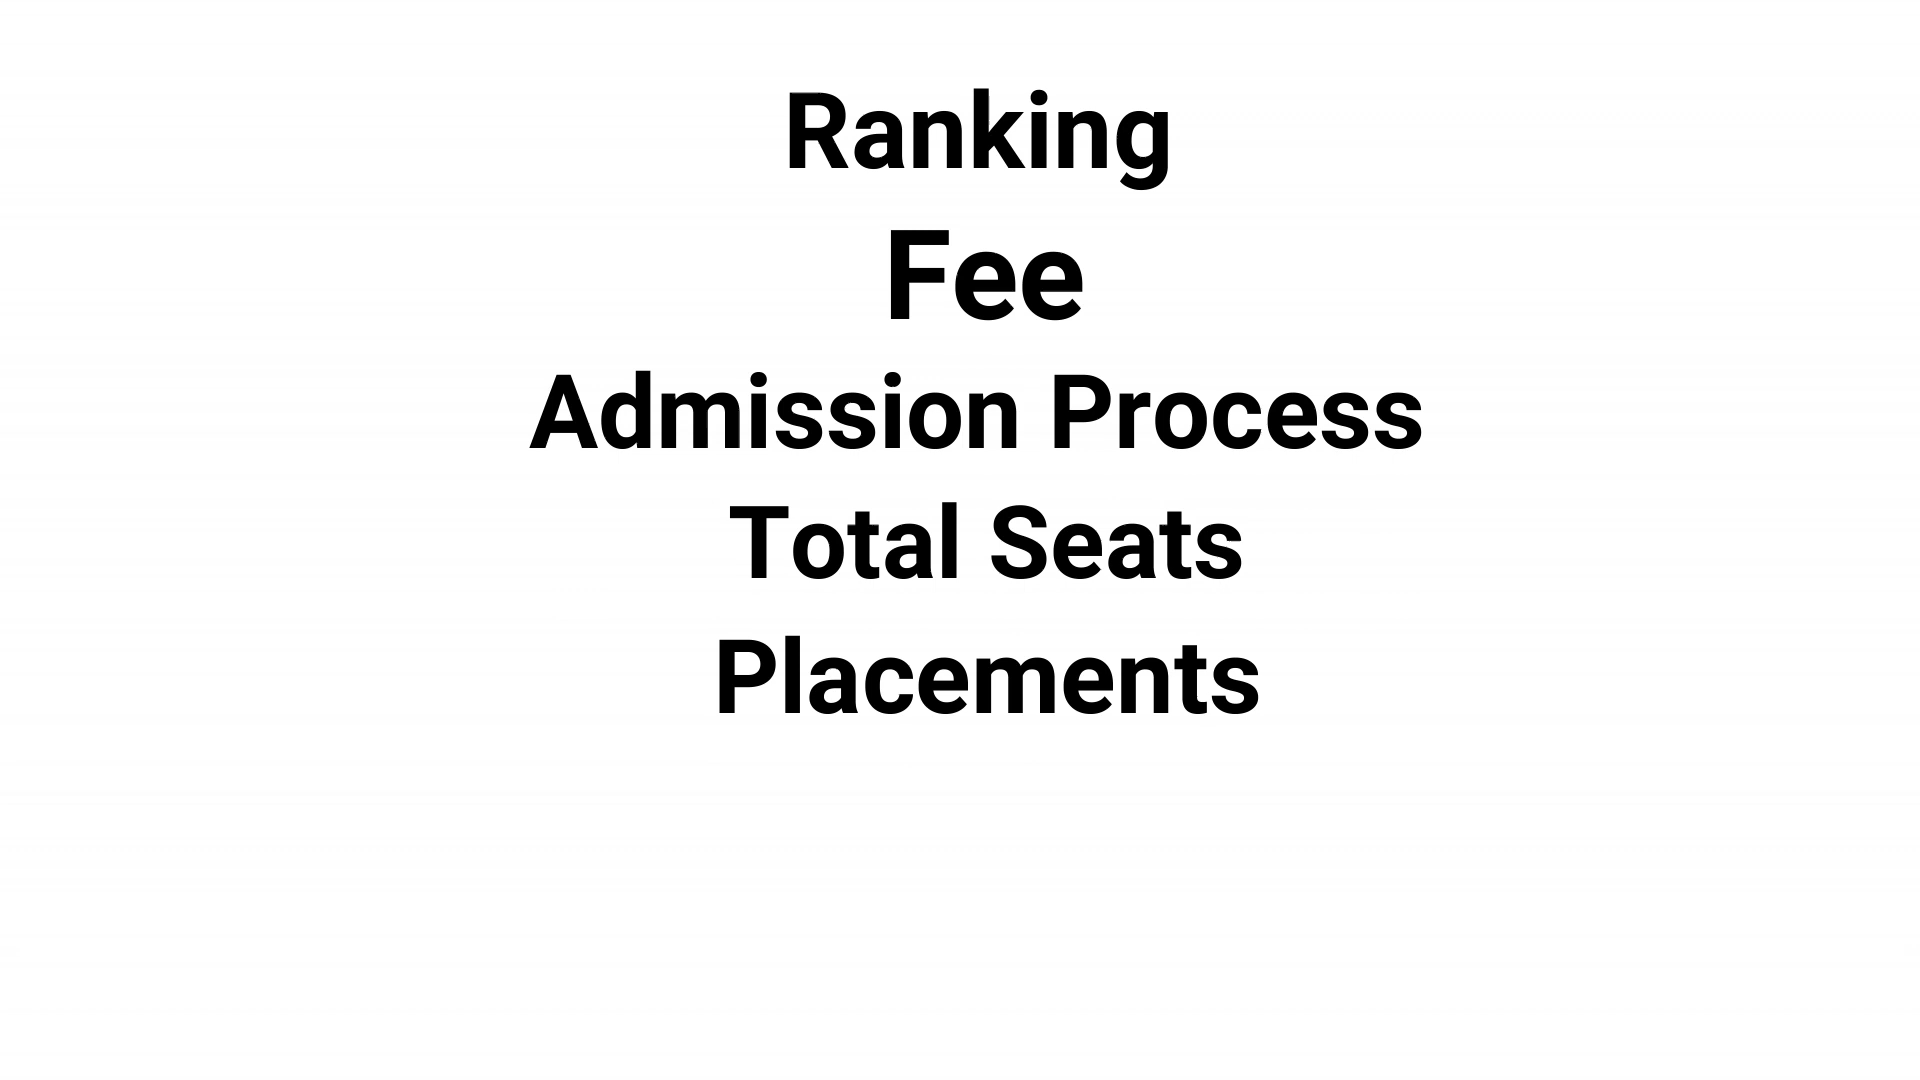 Ranking
Fee
Admission Process
Total Seats
Placements